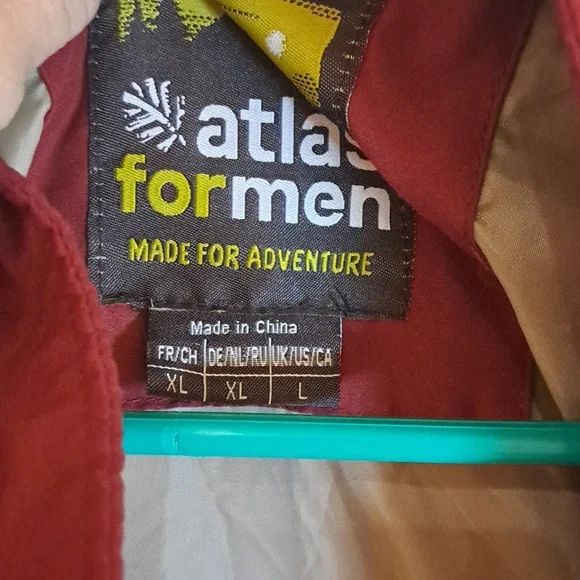 atlas
formen
MADE FOR ADVENTURE
Made in China
FR/CH DE/NL/RU UK/US/CA
XL XL L